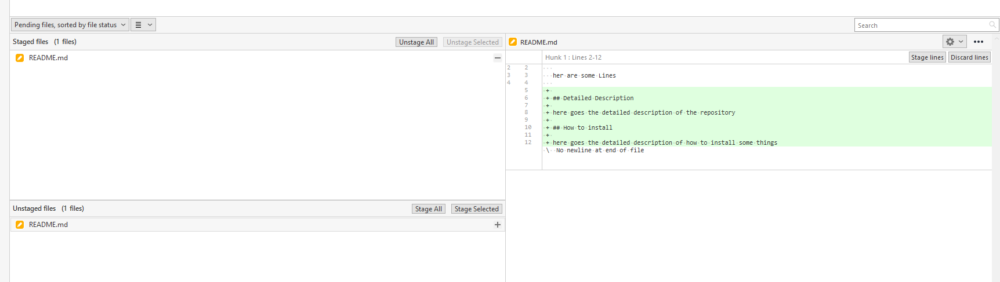 Pending files, sorted by file status
Search
Staged files (1 files)
Unstage All
Unstage Selected
README.md
Unstaged files (1 files)
Stage All
Stage Selected
README.md
README.md
Hunk 1 : Lines 2-12
Stage lines
Discard lines
2 2
3 3 her are some Lines
4 4
5 +
6 + ## Detailed Description
7 +
8 + here goes the detailed description of the repository
9 +
10 + ## How to install
11 +
12 + here goes the detailed description of how to install some things
\ No newline at end of file